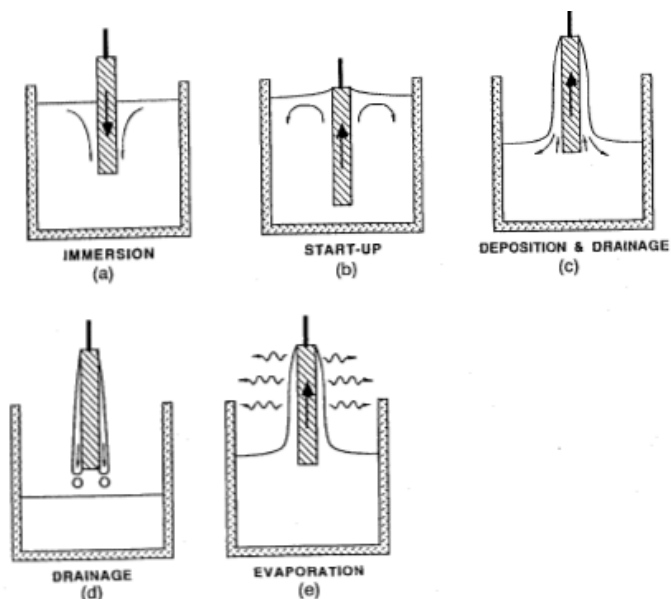 IMMERSION
(a)
START-UP
(b)
DEPOSITION & DRAINAGE
(c)
DRAINAGE
(d)
EVAPORATION
(e)